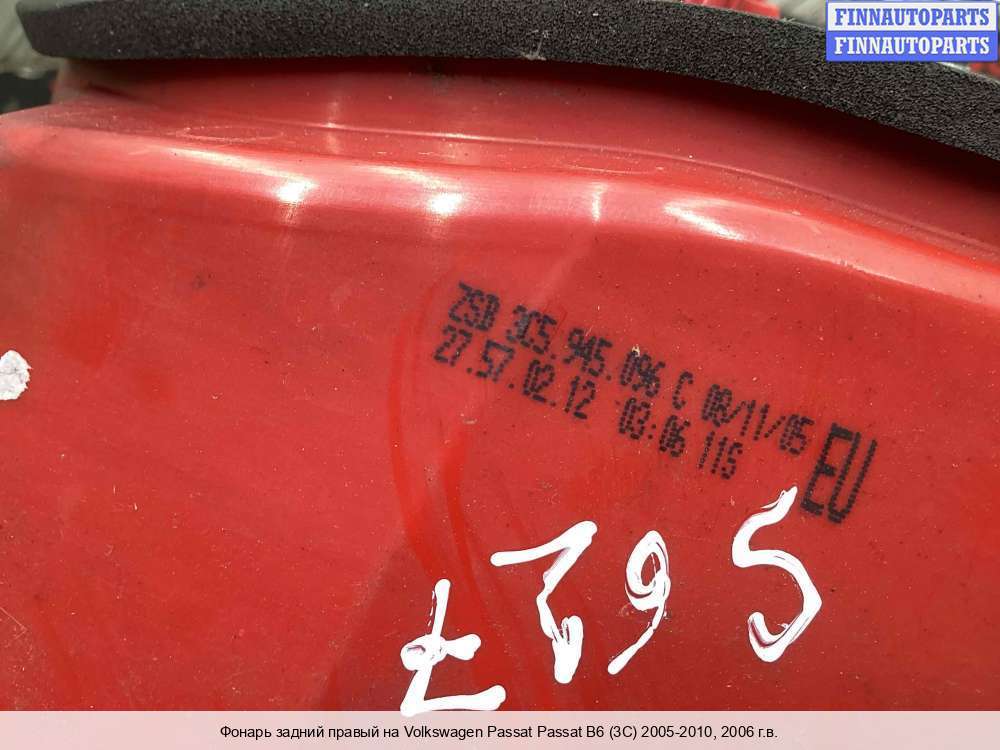 FINNAUTOPARTS
FINNAUTOPARTS
ZSB 3C5.945.096 C 08/11/05
27.57.02.12 03:06 115
EU
Фонарь задний правый на Volkswagen Passat Passat B6 (3C) 2005-2010, 2006 г.в.